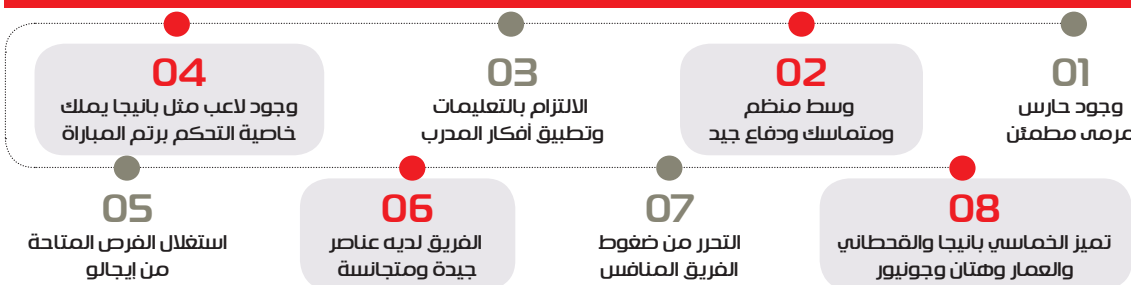 01
وجود حارس
مرمى مطمئن
02
وسط منظم
ومتماسك ودفاع جيد
03
الالتزام بالتعليمات
وتطبيق أفكار المدرب
04
وجود لاعب مثل بانيجا يملك
خاصية التحكم برتم المباراة
05
استغلال الفرص المتاحة
من إيجالو
06
الفريق لديه عناصر
جيدة ومتجانسة
07
التحرر من ضغوط
الفريق المنافس
08
تميز الخماسي بانيجا والقحطاني
والعمار وهتان وجونيور